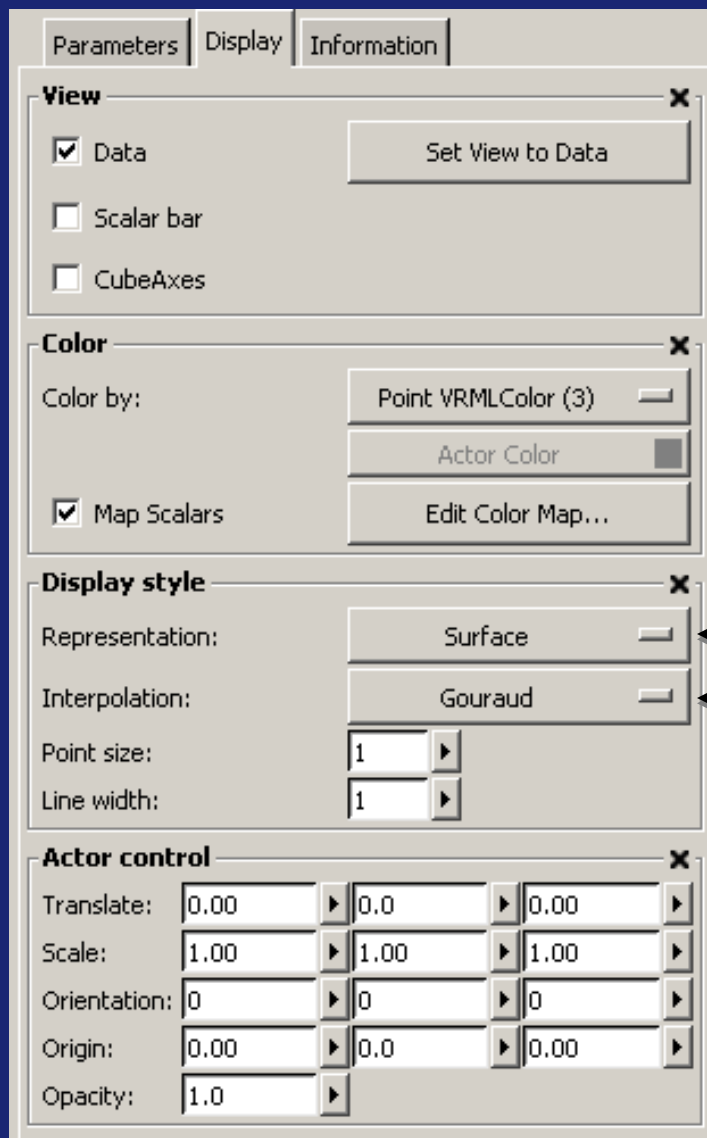 Parameters Display Information
View
Data Set View to Data
Scalar bar
CubeAxes
Color
Color by: Point VRMLColor (3)
Actor Color
Map Scalars Edit Color Map...
Display style
Representation: Surface
Interpolation: Gouraud
Point size: 1
Line width: 1
Actor control
Translate: 0.00 0.0 0.00
Scale: 1.00 1.00 1.00
Orientation: 0 0 0
Origin: 0.00 0.0 0.00
Opacity: 1.0